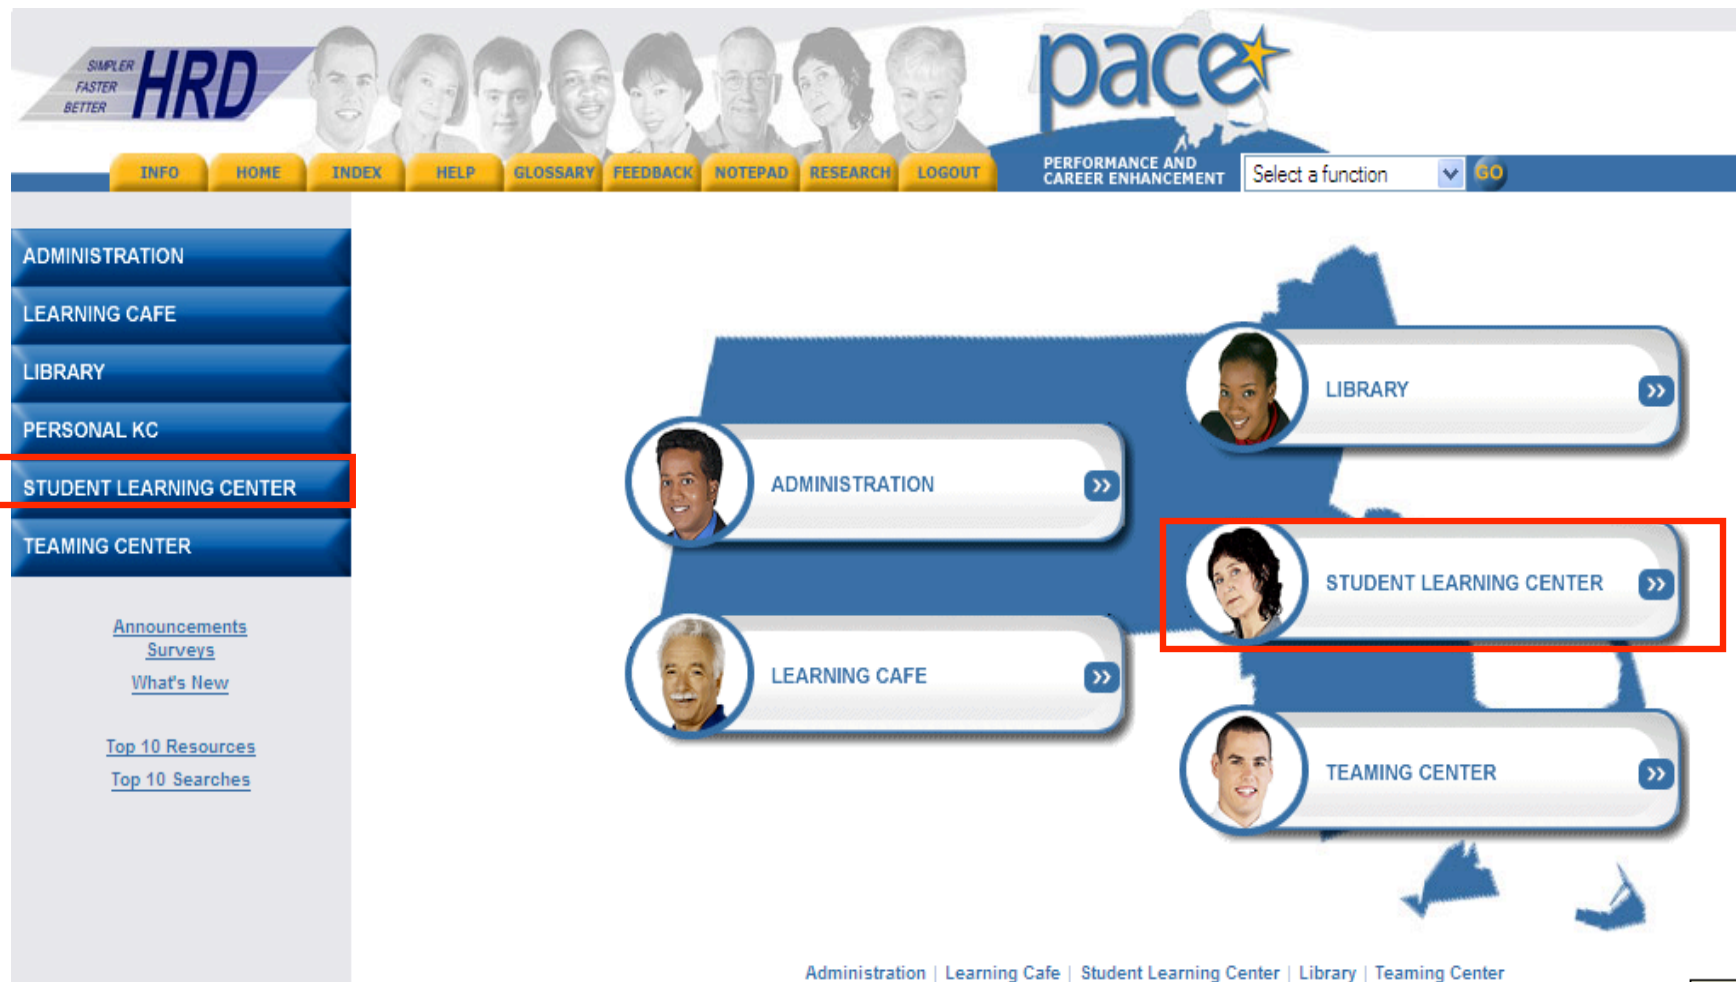 SIMPLER
FASTER
BETTER
HRD
pace
INFO HOME INDEX HELP GLOSSARY FEEDBACK NOTEPAD RESEARCH LOGOUT
PERFORMANCE AND
CAREER ENHANCEMENT
Select a function GO
ADMINISTRATION
LEARNING CAFE
LIBRARY
PERSONAL KC
STUDENT LEARNING CENTER
TEAMING CENTER
Announcements
Surveys
What's New
Top 10 Resources
Top 10 Searches
LIBRARY >>
ADMINISTRATION >>
STUDENT LEARNING CENTER >>
LEARNING CAFE >>
TEAMING CENTER >>
Administration | Learning Cafe | Student Learning Center | Library | Teaming Center